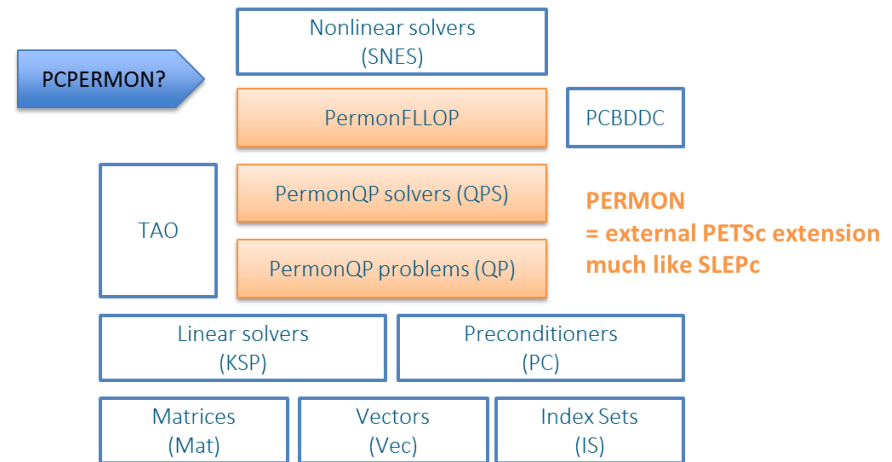 Nonlinear solvers
(SNES)
PCPERMON?
PermonFLLOP
PCBDDC
TAO
PermonQP solvers (QPS)
PermonQP problems (QP)
PERMON
= external PETSc extension
much like SLEPc
Linear solvers
(KSP)
Preconditioners
(PC)
Matrices
(Mat)
Vectors
(Vec)
Index Sets
(IS)